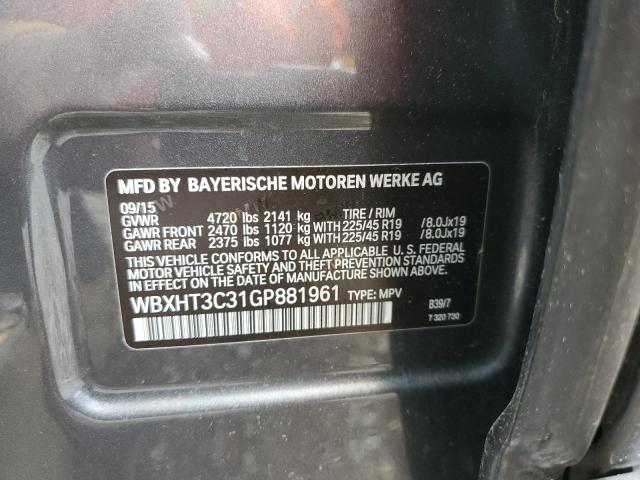 MFD BY BAYERISCHE MOTOREN WERKE AG
09/15
GVWR 4720 lbs 2141 kg TIRE / RIM
GAWR FRONT 2470 lbs 1120 kg WITH 225/45 R19 /8.0Jx19
GAWR REAR 2375 lbs 1077 kg WITH 225/45 R19 /8.0Jx19
THIS VEHICLE CONFORMS TO ALL APPLICABLE U. S. FEDERAL
MOTOR VEHICLE SAFETY AND THEFT PREVENTION STANDARDS
IN EFFECT ON THE DATE OF MANUFACTURE SHOWN ABOVE.
WBXHT3C31GP881961 TYPE: MPV
B39/7
7 320 730